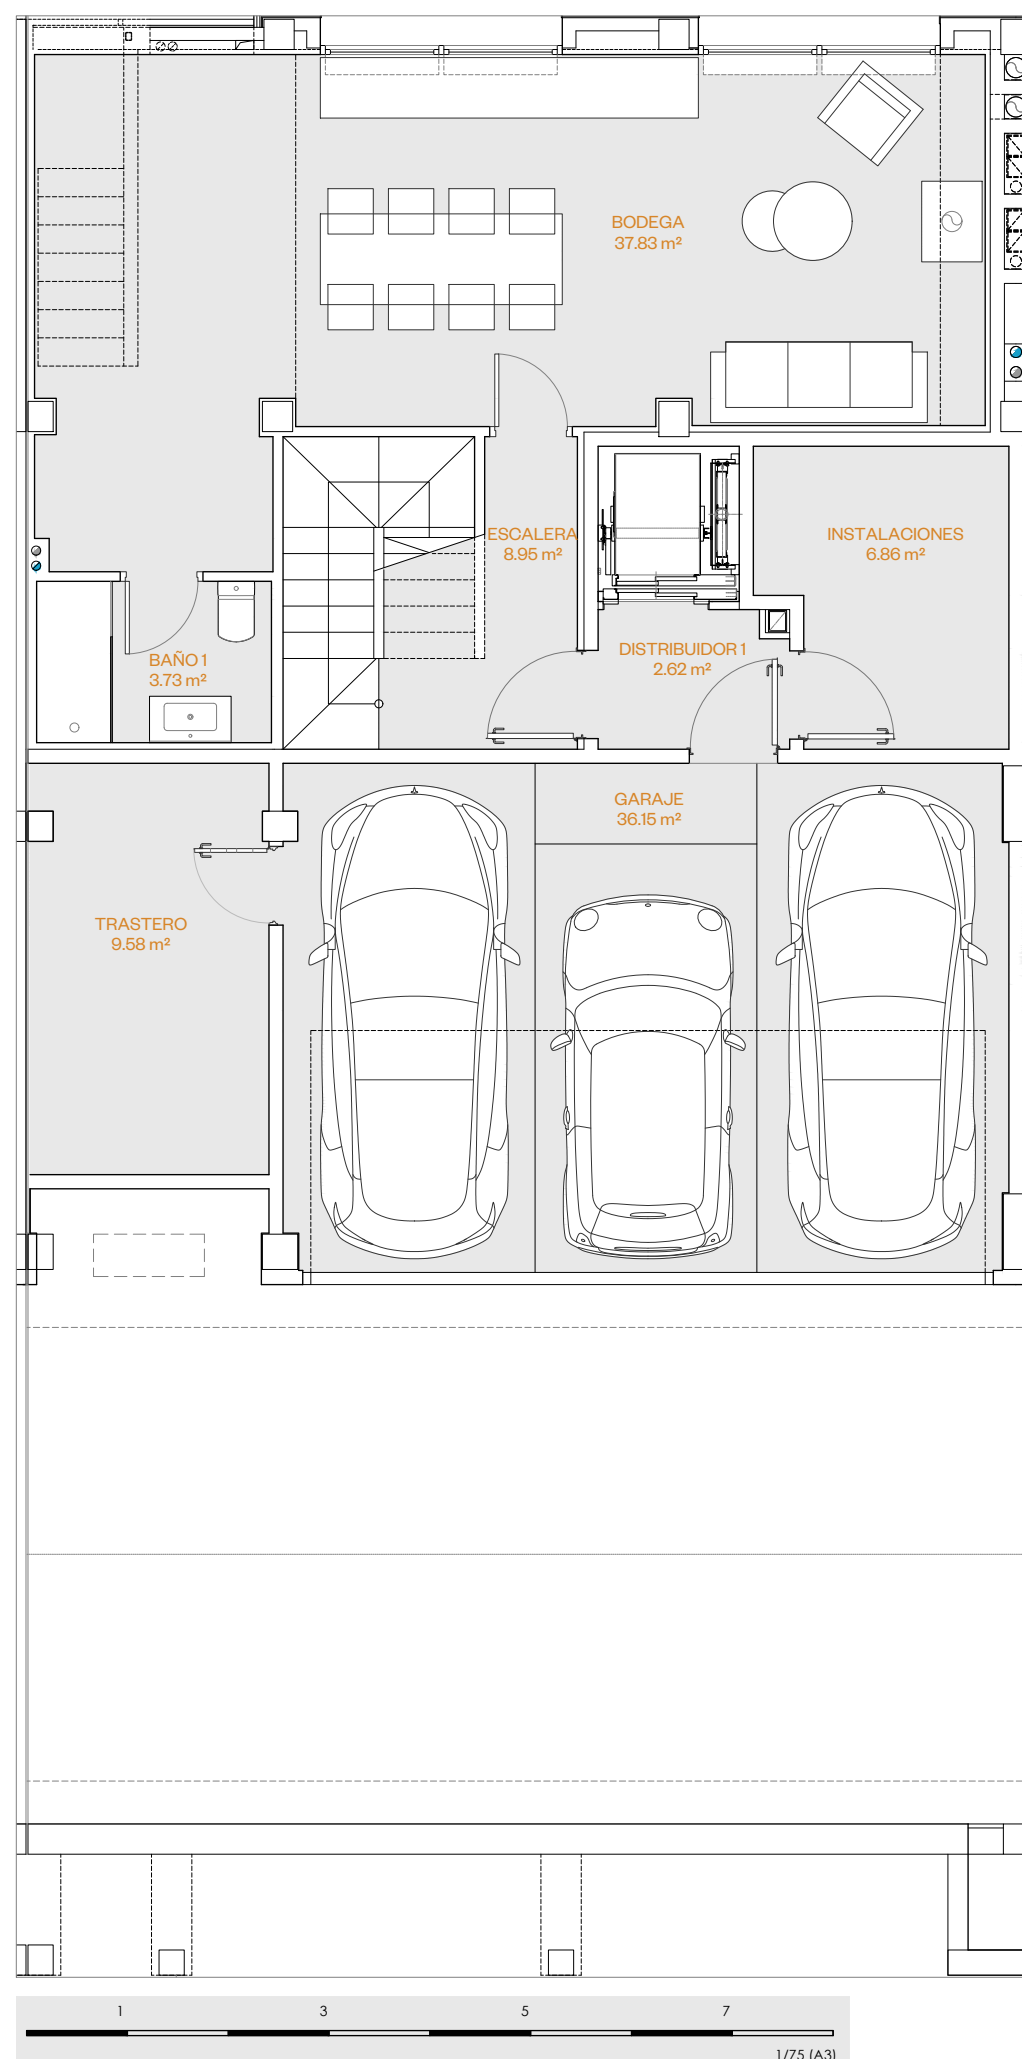 BODEGA
37.83 m²
ESCALERA
8.95 m²
INSTALACIONES
6.86 m²
BAÑO 1
3.73 m²
DISTRIBUIDOR 1
2.62 m²
GARAJE
36.15 m²
TRASTERO
9.58 m²
1 3 5 7
1/75 (A3)